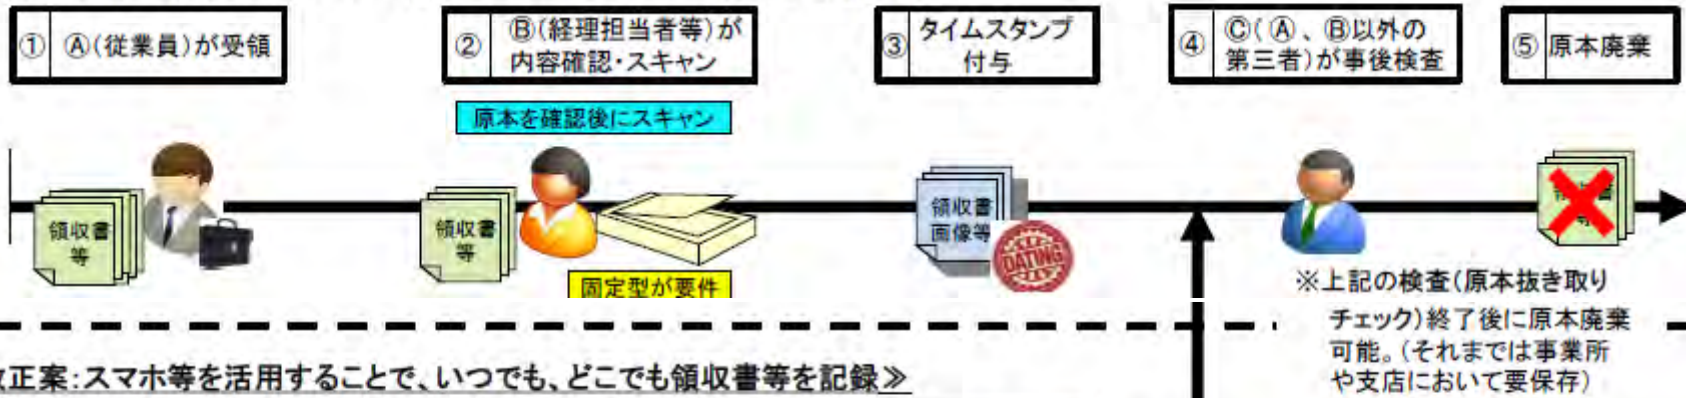 ① Ⓐ(従業員)が受領
② Ⓑ(経理担当者等)が
内容確認・スキャン
③ タイムスタンプ
付与
④ Ⓒ(Ⓐ、Ⓑ以外の
第三者)が事後検査
⑤ 原本廃棄
原本を確認後にスキャン
領収書
等
領収書
等
固定型が要件
領収書
画像等
DATING
※上記の検査(原本抜き取り
チェック)終了後に原本廃棄
可能。(それまでは事業所
や支店において要保存)
正案:スマホ等を活用することで、いつでも、どこでも領収書等を記録≫